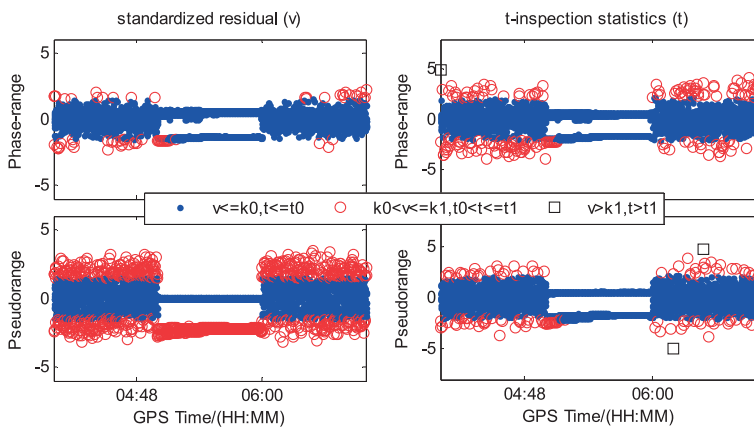 standardized residual (v)
t-inspection statistics (t)
5
0
-5
Phase-range
5
0
-5
Phase-range
v<=k0,t<=t0
k0<v<=k1,t0<t<=t1
v>k1,t>t1
5
0
-5
Pseudorange
5
0
-5
Pseudorange
04:48
06:00
GPS Time/(HH:MM)
04:48
06:00
GPS Time/(HH:MM)